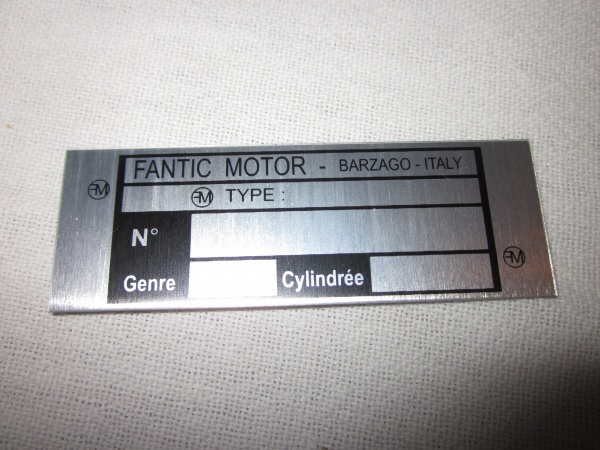 FANTIC MOTOR - BARZAGO - ITALY
FM TYPE :
FM
N°
FM
Genre Cylindrée